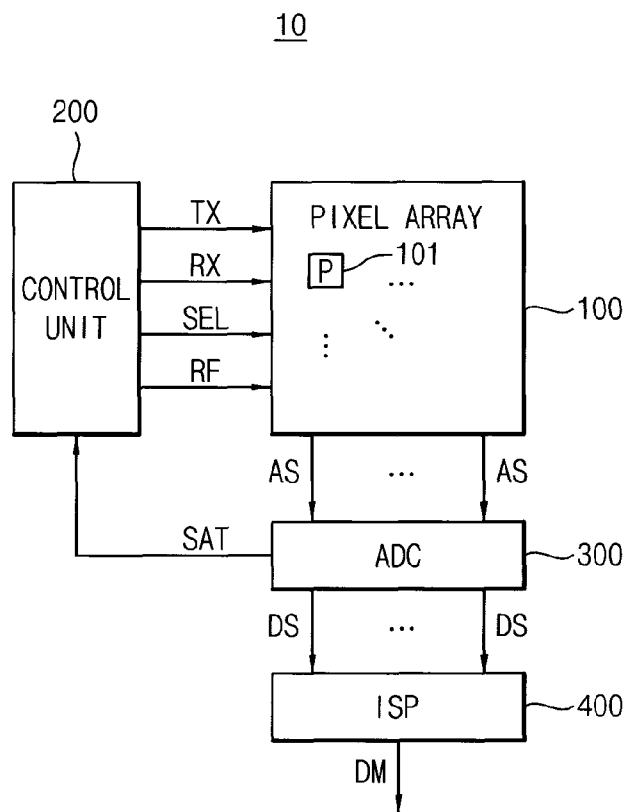 10
200
CONTROL
UNIT
TX
RX
SEL
RF
PIXEL ARRAY
P
101
...
100
AS
...
AS
SAT
ADC
300
DS
...
DS
ISP
400
DM